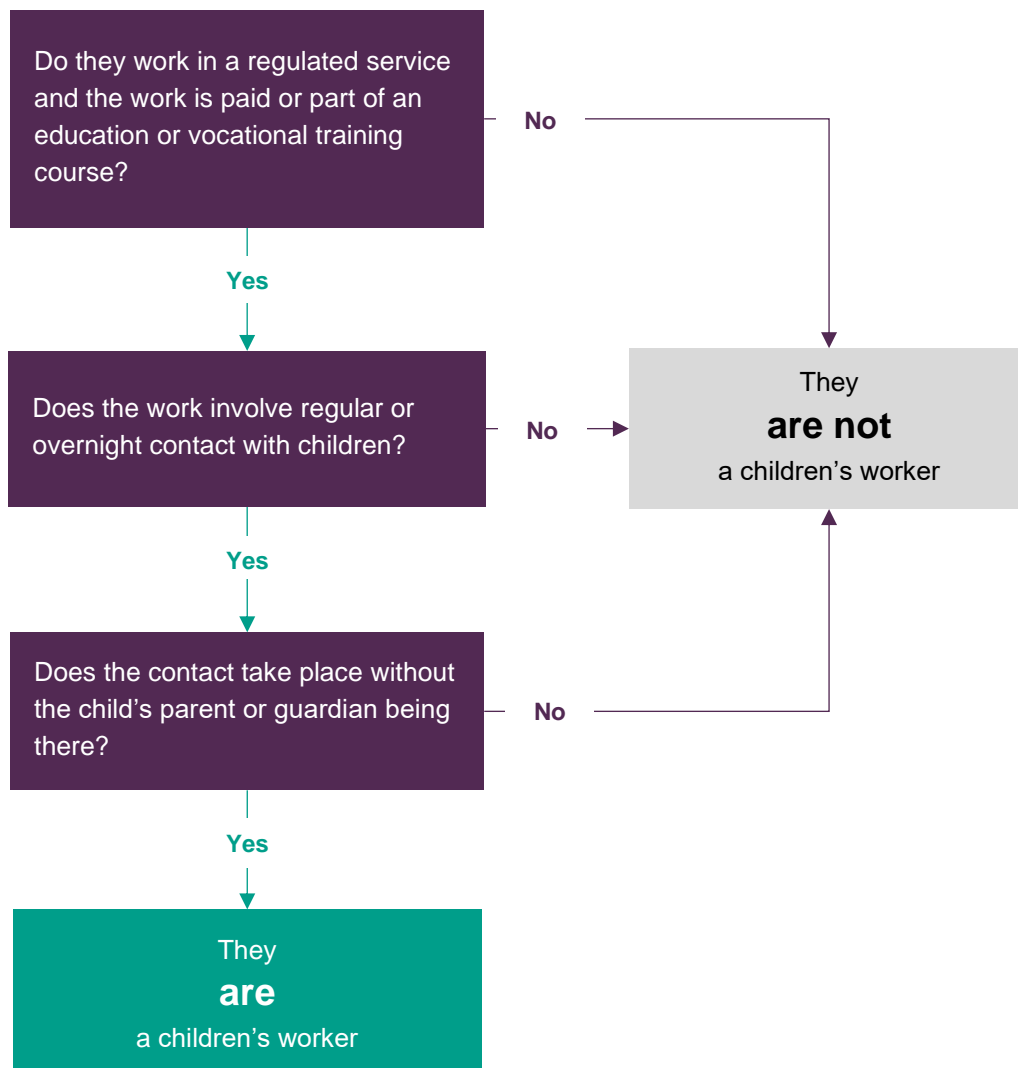 Do they work in a regulated service
and the work is paid or part of an
education or vocational training
course?
No
Yes
Does the work involve regular or
overnight contact with children?
No
They
are not
a children’s worker
Yes
Does the contact take place without
the child’s parent or guardian being
there?
No
Yes
They
are
a children’s worker